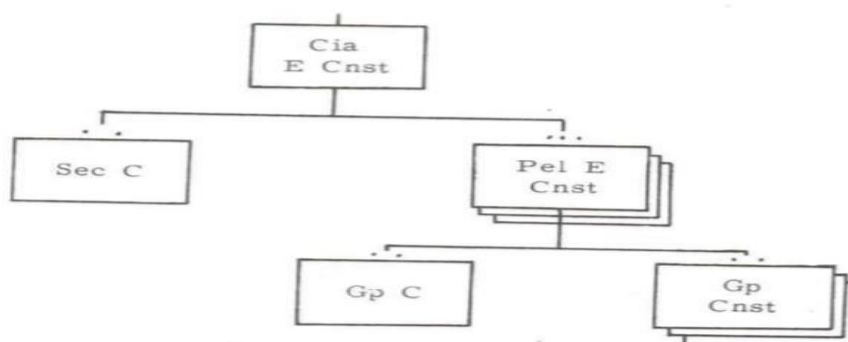 Cia
E Cnst
Sec C
Pel E
Cnst
Gp C
Gp
Cnst